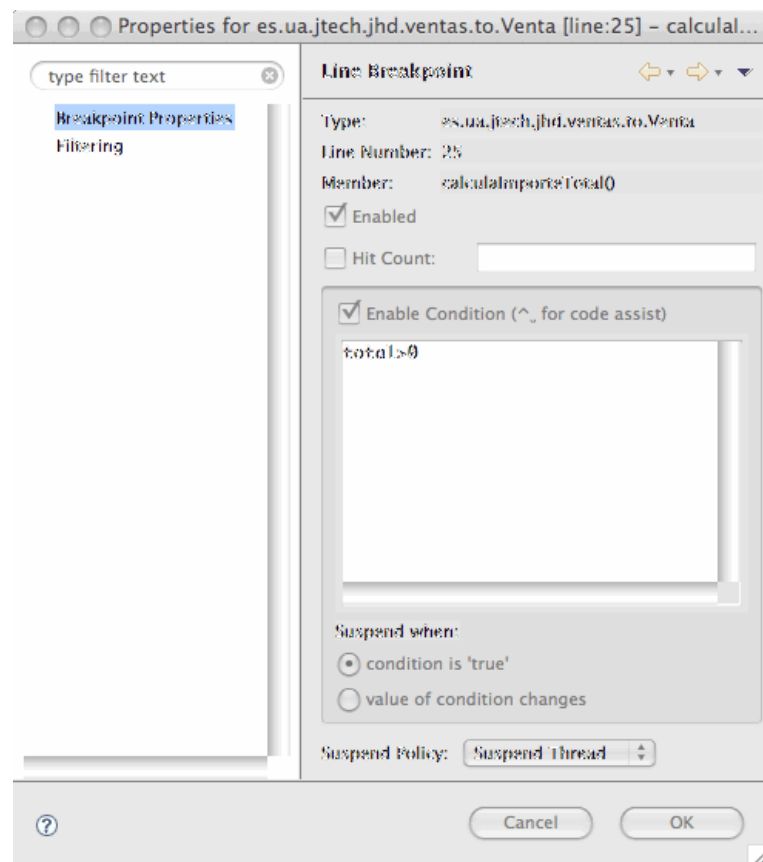 Properties for es.ua.jtech.jhd.ventas.to.Venta [line:25] – calculaI...
type filter text
Line Breakpoint
Breakpoint Properties
Filtering
Type: es.ua.jtech.jhd.ventas.to.Venta
Line Number: 25
Member: calculaImporteTotal()
Enabled
Hit Count:
Enable Condition (^␣ for code assist)
total>0
Suspend when:
condition is 'true'
value of condition changes
Suspend Policy: Suspend Thread
? Cancel OK